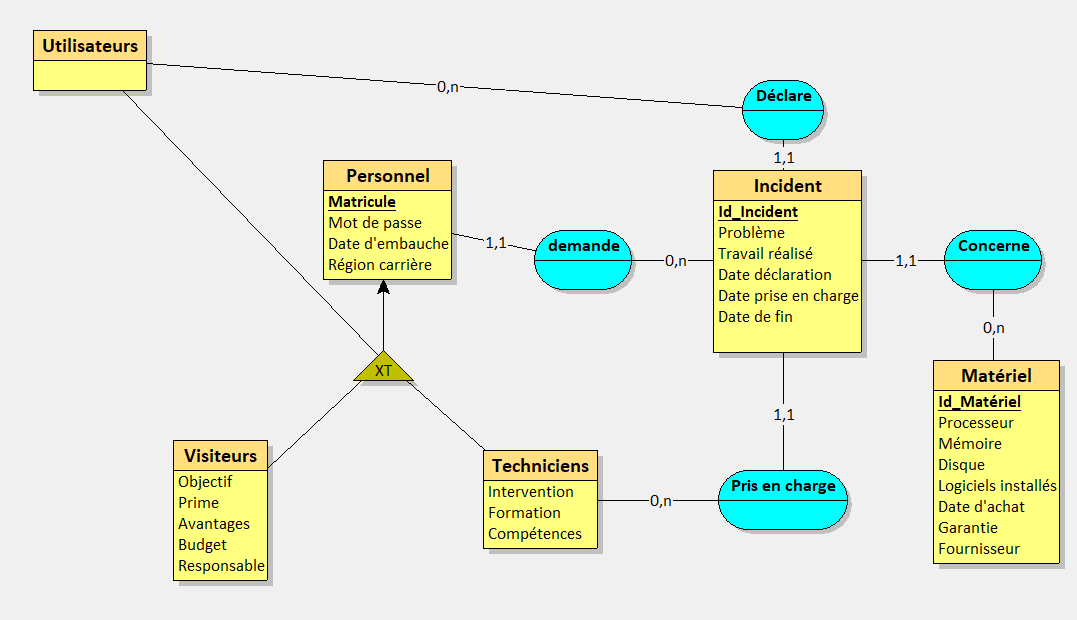 Utilisateurs
0,n
Déclare
1,1
Personnel
Matricule
Mot de passe
Date d'embauche
Région carrière
1,1
demande
0,n
Incident
Id_Incident
Problème
Travail réalisé
Date déclaration
Date prise en charge
Date de fin
1,1
Concerne
0,n
Matériel
Id_Matériel
Processeur
Mémoire
Disque
Logiciels installés
Date d'achat
Garantie
Fournisseur
XT
1,1
Visiteurs
Objectif
Prime
Avantages
Budget
Responsable
Techniciens
Intervention
Formation
Compétences
0,n
Pris en charge